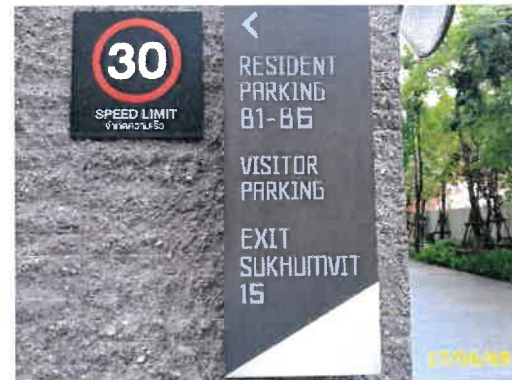 30
SPEED LIMIT
จำกัดความเร็ว
<
RESIDENT
PARKING
B1-B6
VISITOR
PARKING
EXIT
SUKHUMVIT
15